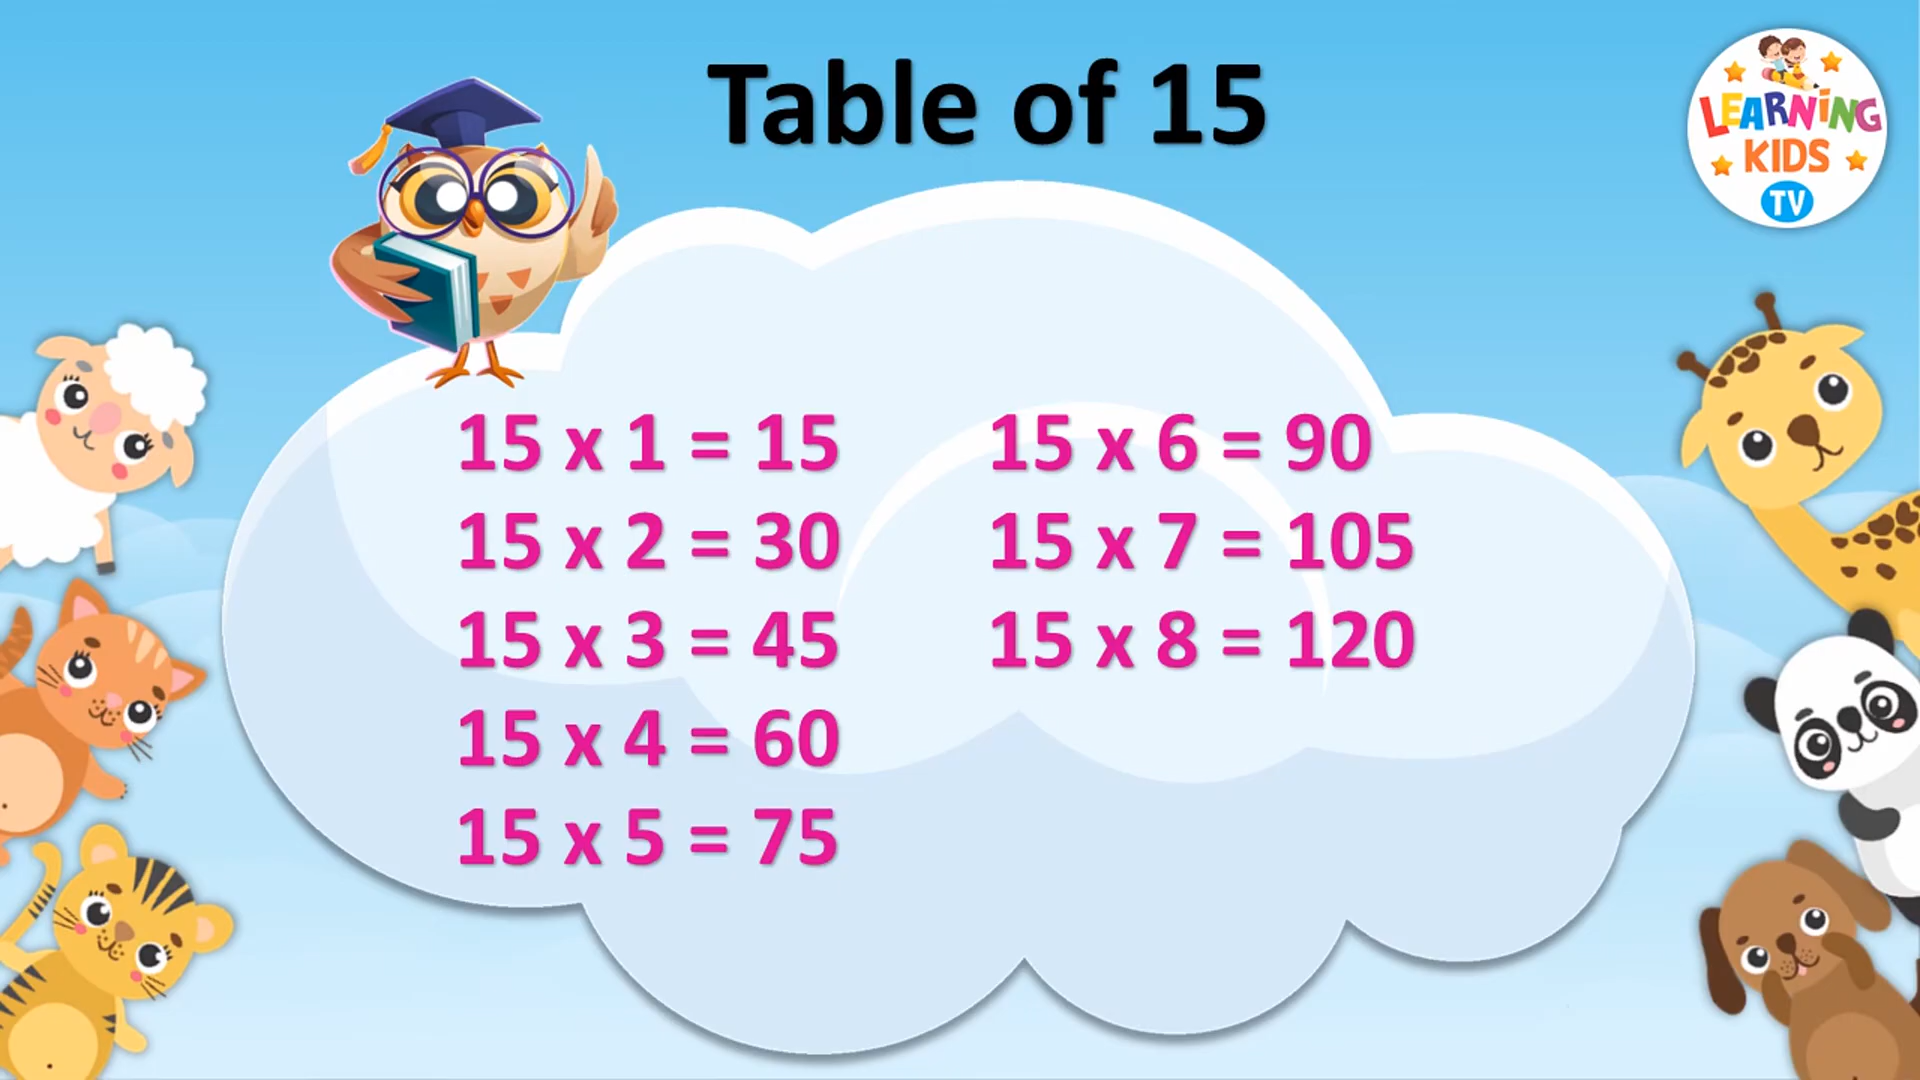 Table of 15
LEARNiNG
KIDS
TV
15 x 1 = 15
15 x 2 = 30
15 x 3 = 45
15 x 4 = 60
15 x 5 = 75
15 x 6 = 90
15 x 7 = 105
15 x 8 = 120